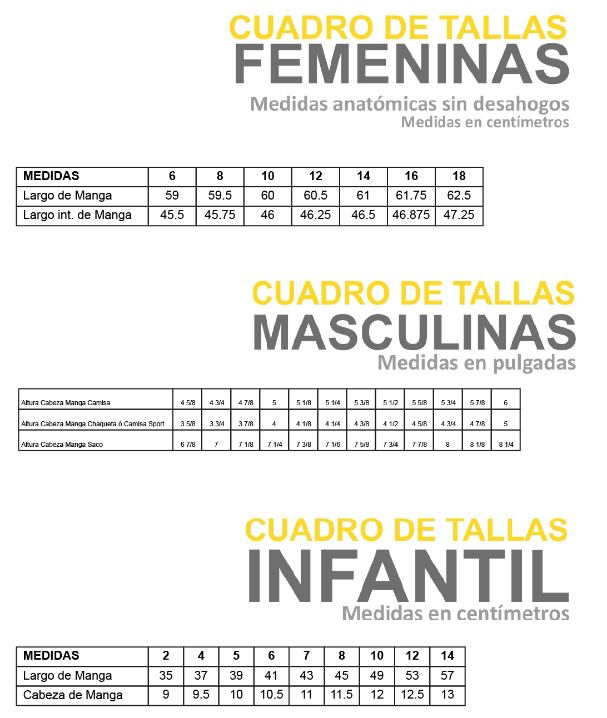 CUADRO DE TALLAS
FEMENINAS
Medidas anatómicas sin desahogos
Medidas en centímetros
MEDIDAS 6 8 10 12 14 16 18
Largo de Manga 59 59.5 60 60.5 61 61.75 62.5
Largo int. de Manga 45.5 45.75 46 46.25 46.5 46.875 47.25
CUADRO DE TALLAS
MASCULINAS
Medidas en pulgadas
Altura Cabeza Manga Camisa 4 5/8 4 3/4 4 7/8 5 5 1/8 5 1/4 5 3/8 5 1/2 5 5/8 5 3/4 5 7/8 6
Altura Cabeza Manga Chaqueta ó Camisa Sport 3 5/8 3 3/4 3 7/8 4 4 1/8 4 1/4 4 3/8 4 1/2 4 5/8 4 3/4 4 7/8 5
Altura Cabeza Manga Saco 6 7/8 7 7 1/8 7 1/4 7 3/8 7 1/6 7 5/8 7 3/4 7 7/8 8 8 1/8 8 1/4
CUADRO DE TALLAS
INFANTIL
Medidas en centímetros
MEDIDAS 2 4 5 6 7 8 10 12 14
Largo de Manga 35 37 39 41 43 45 49 53 57
Cabeza de Manga 9 9.5 10 10.5 11 11.5 12 12.5 13